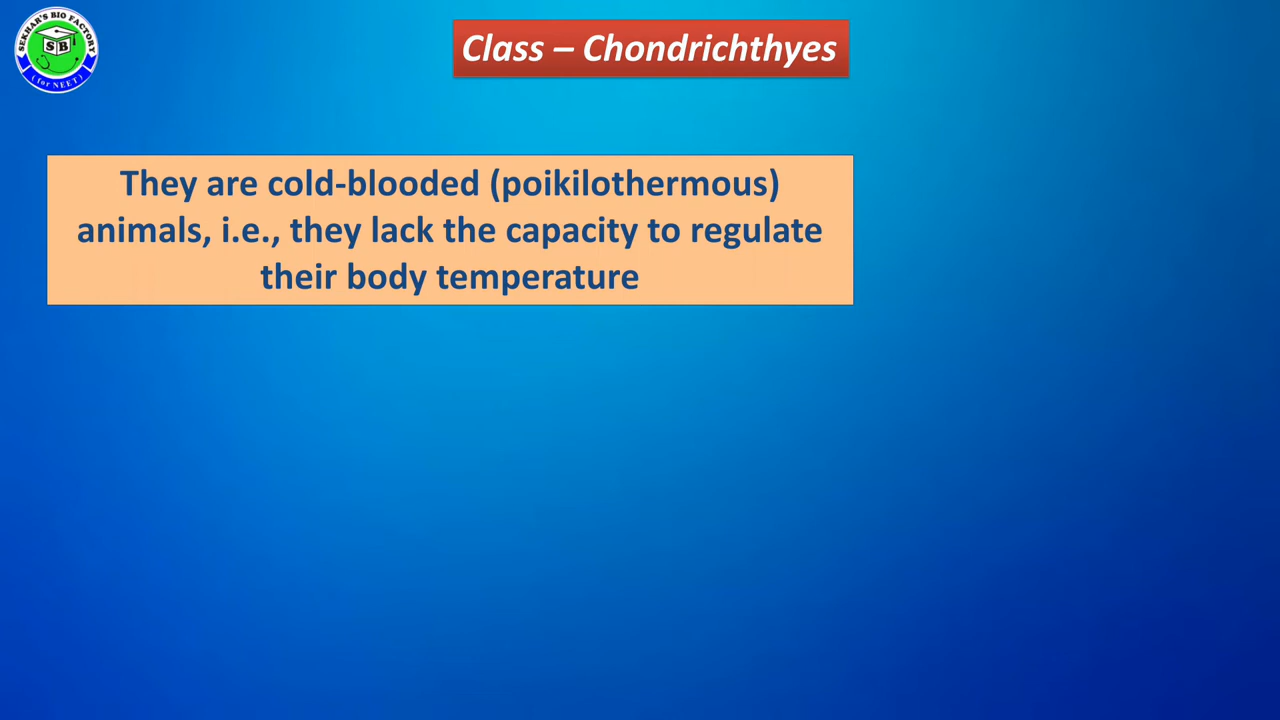 SEKHAR'S BIO FACTORY
S B
(for NEET)
Class – Chondrichthyes
They are cold-blooded (poikilothermous)
animals, i.e., they lack the capacity to regulate
their body temperature